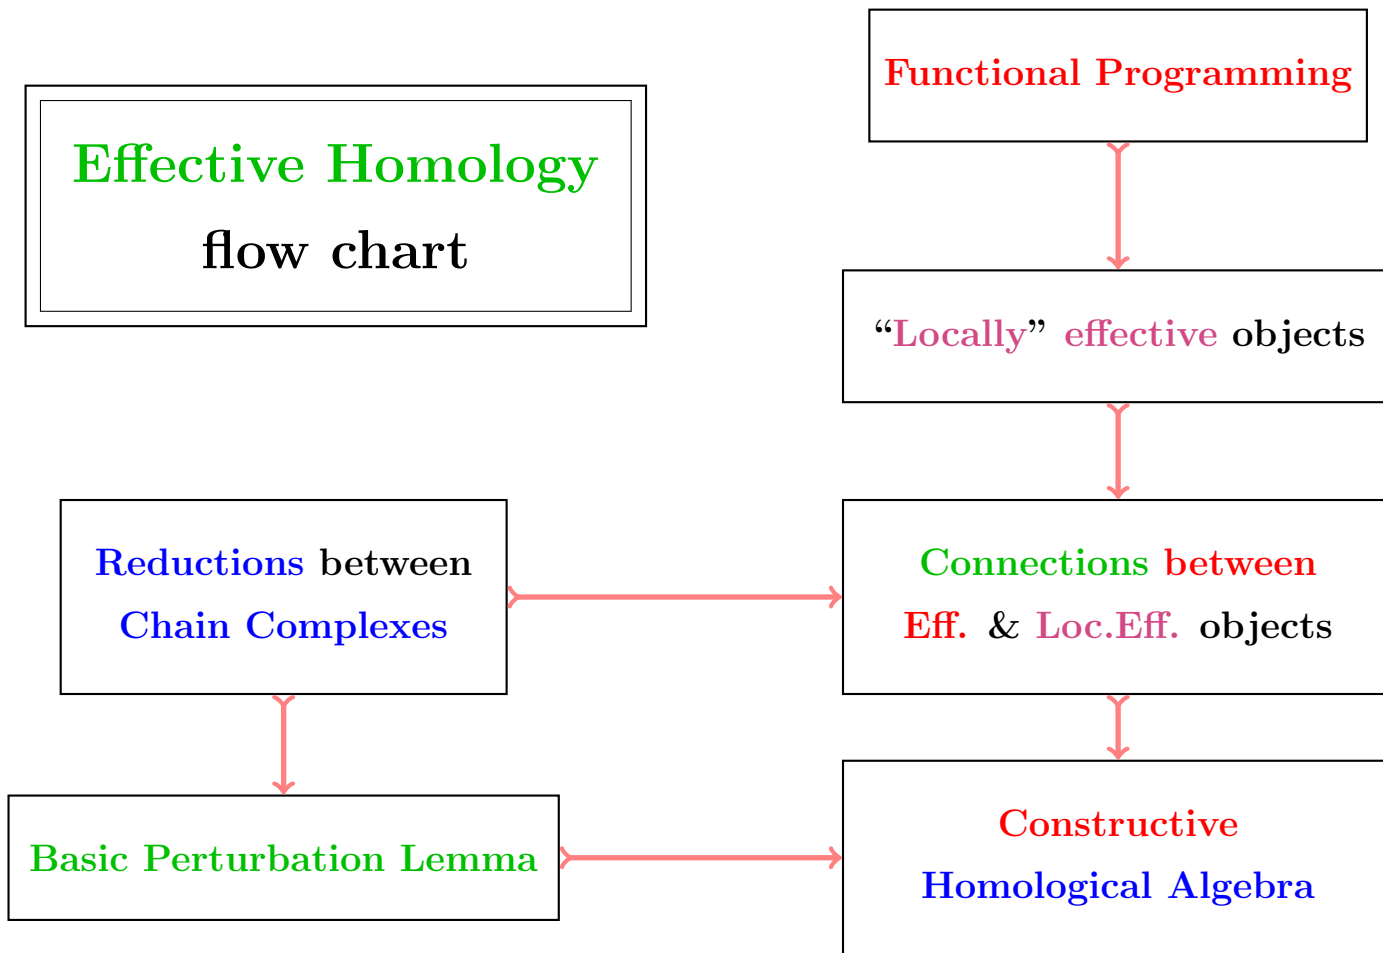 Effective Homology
flow chart
Functional Programming
“Locally” effective objects
Reductions between
Chain Complexes
Connections between
Eff. & Loc.Eff. objects
Basic Perturbation Lemma
Constructive
Homological Algebra